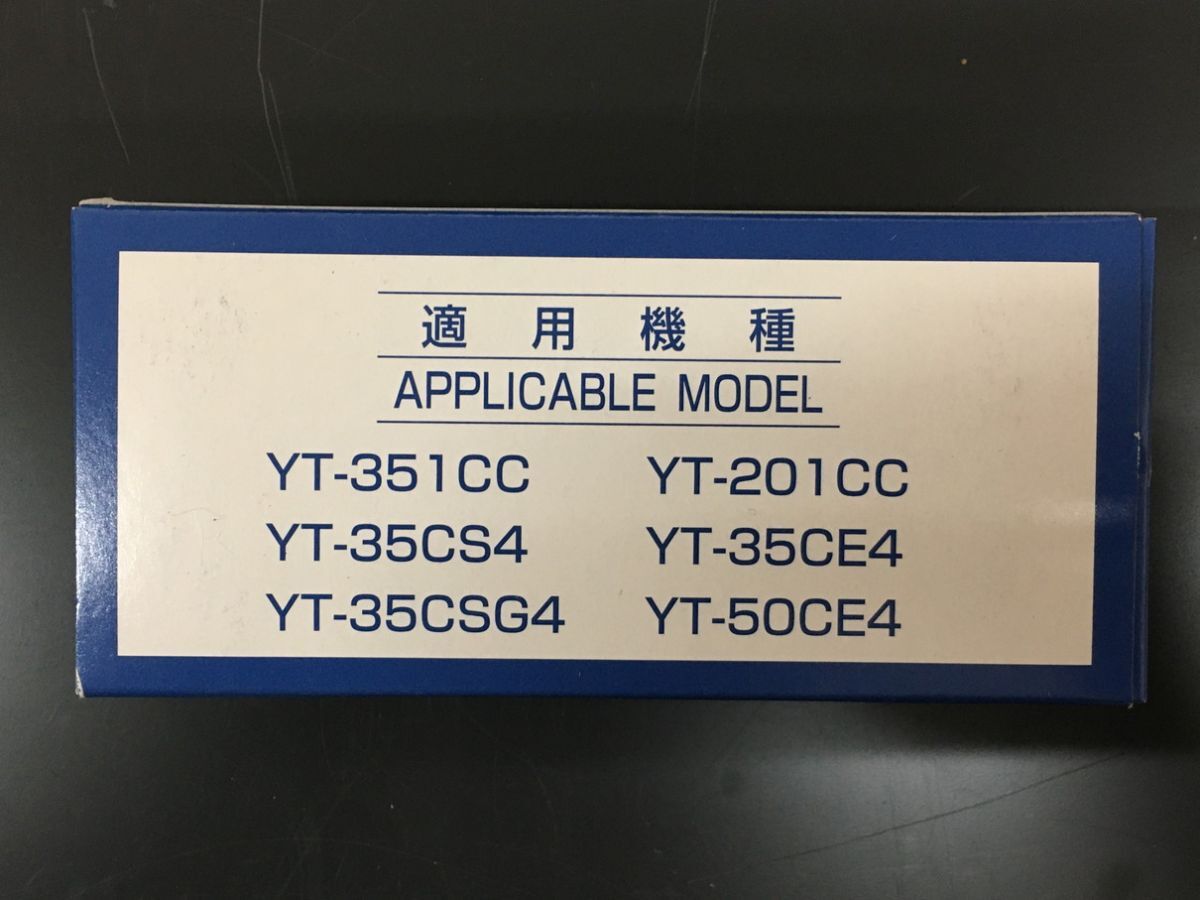 適用機種
APPLICABLE MODEL
YT-351CC YT-201CC
YT-35CS4 YT-35CE4
YT-35CSG4 YT-50CE4